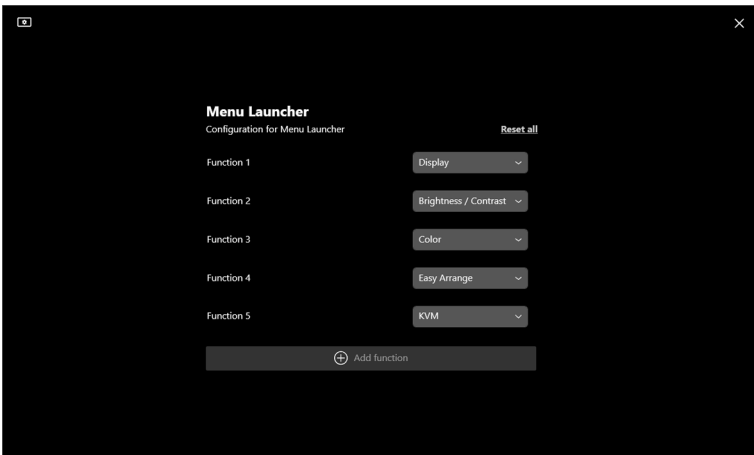 Menu Launcher
Configuration for Menu Launcher Reset all
Function 1 Display
Function 2 Brightness / Contrast
Function 3 Color
Function 4 Easy Arrange
Function 5 KVM
Add function